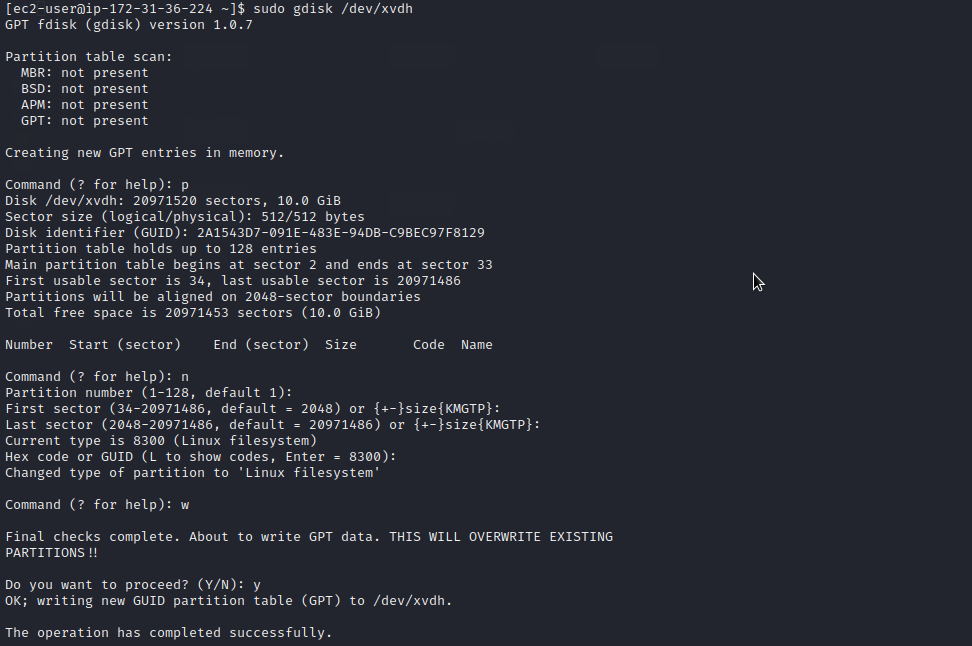 [ec2-user@ip-172-31-36-224 ~]$ sudo gdisk /dev/xvdh
GPT fdisk (gdisk) version 1.0.7

Partition table scan:
  MBR: not present
  BSD: not present
  APM: not present
  GPT: not present

Creating new GPT entries in memory.

Command (? for help): p
Disk /dev/xvdh: 20971520 sectors, 10.0 GiB
Sector size (logical/physical): 512/512 bytes
Disk identifier (GUID): 2A1543D7-091E-483E-94DB-C9BEC97F8129
Partition table holds up to 128 entries
Main partition table begins at sector 2 and ends at sector 33
First usable sector is 34, last usable sector is 20971486
Partitions will be aligned on 2048-sector boundaries
Total free space is 20971453 sectors (10.0 GiB)

Number  Start (sector)    End (sector)  Size       Code  Name

Command (? for help): n
Partition number (1-128, default 1):
First sector (34-20971486, default = 2048) or {+-}size{KMGTP}:
Last sector (2048-20971486, default = 20971486) or {+-}size{KMGTP}:
Current type is 8300 (Linux filesystem)
Hex code or GUID (L to show codes, Enter = 8300):
Changed type of partition to 'Linux filesystem'

Command (? for help): w

Final checks complete. About to write GPT data. THIS WILL OVERWRITE EXISTING
PARTITIONS!!

Do you want to proceed? (Y/N): y
OK; writing new GUID partition table (GPT) to /dev/xvdh.

The operation has completed successfully.